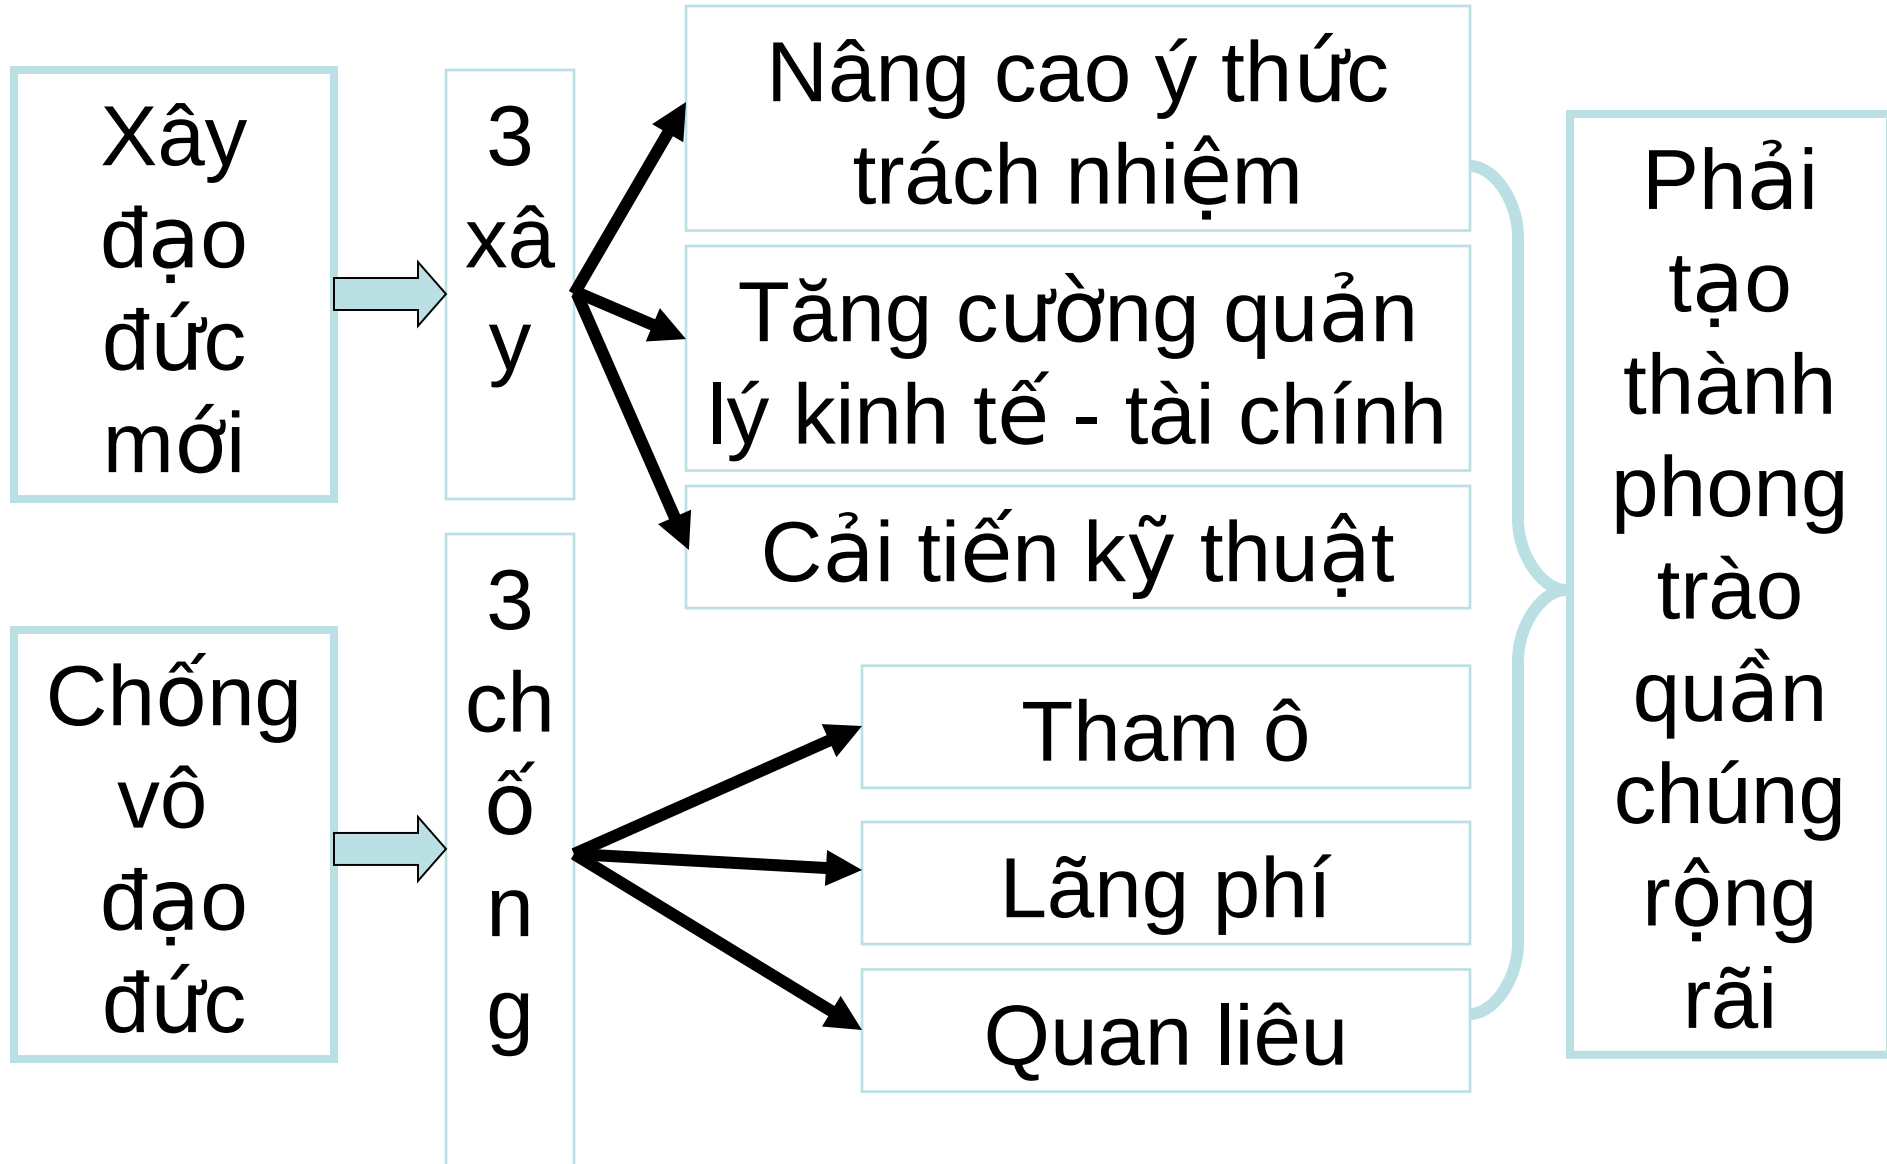 Xây
đạo
đức
mới
3
xâ
y
Nâng cao ý thức
trách nhiệm
Tăng cường quản
lý kinh tế - tài chính
Cải tiến kỹ thuật
Chống
vô
đạo
đức
3
ch
ố
n
g
Tham ô
Lãng phí
Quan liêu
Phải
tạo
thành
phong
trào
quần
chúng
rộng
rãi